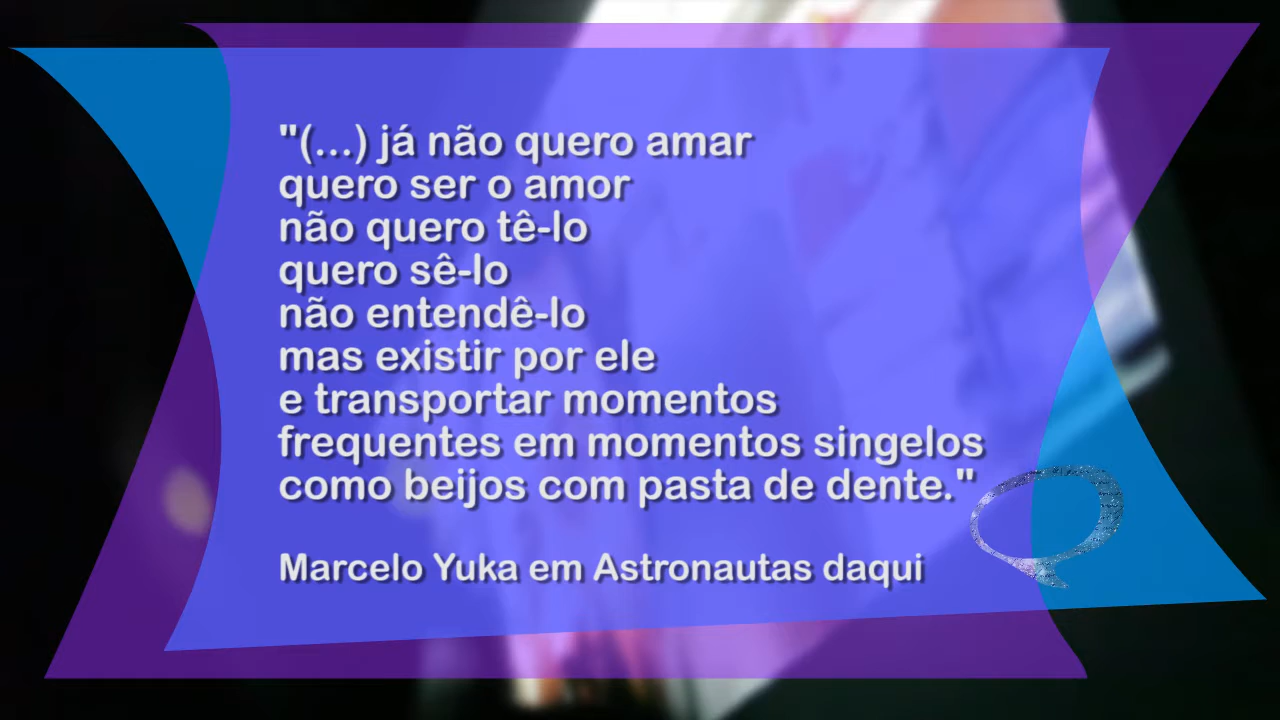 "(...) já não quero amar
quero ser o amor
não quero tê-lo
quero sê-lo
não entendê-lo
mas existir por ele
e transportar momentos
frequentes em momentos singelos
como beijos com pasta de dente."
Marcelo Yuka em Astronautas daqui